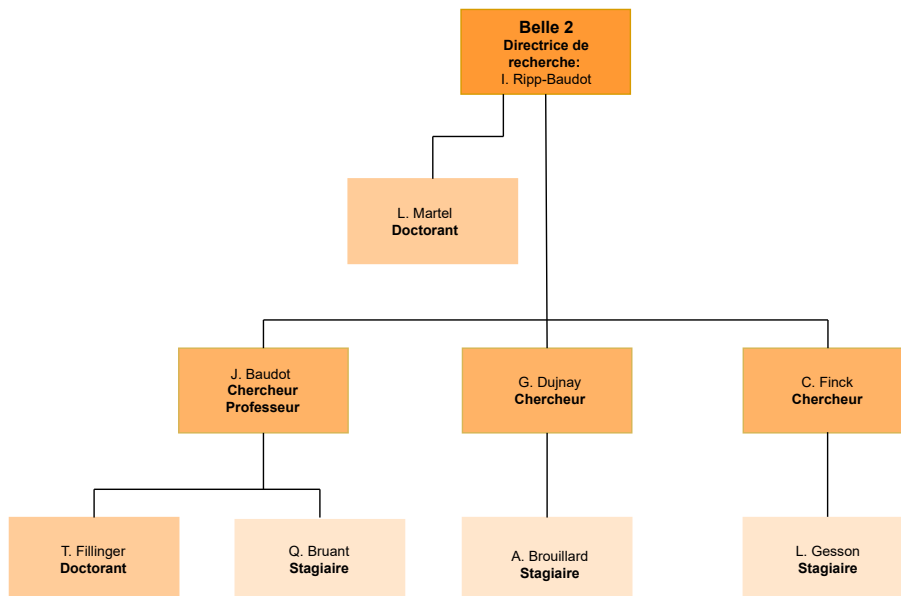 Belle 2
Directrice de
recherche:
I. Ripp-Baudot
L. Martel
Doctorant
J. Baudot
Chercheur
Professeur
G. Dujnay
Chercheur
C. Finck
Chercheur
T. Fillinger
Doctorant
Q. Bruant
Stagiaire
A. Brouillard
Stagiaire
L. Gesson
Stagiaire